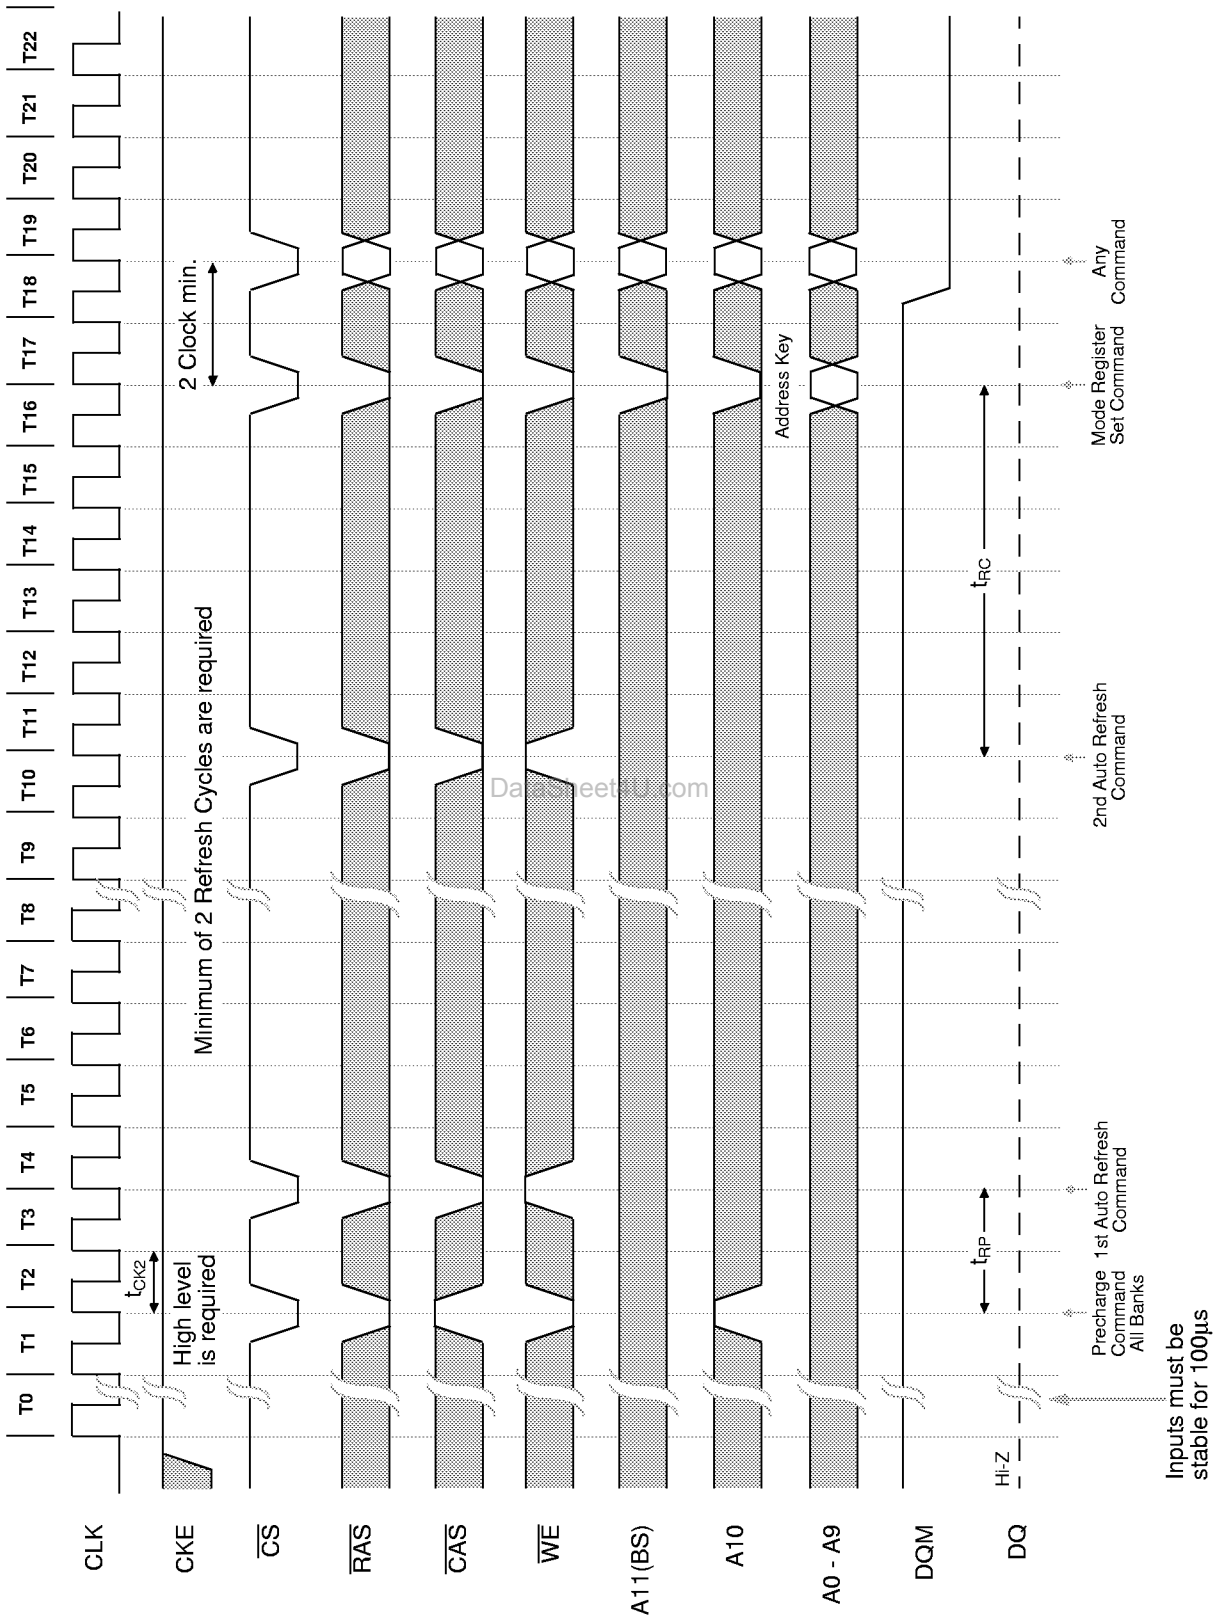 T0 T1 T2 T3 T4 T5 T6 T7 T8 T9 T10 T11 T12 T13 T14 T15 T16 T17 T18 T19 T20 T21 T22
CLK
tCK2
CKE
High level
is required
Minimum of 2 Refresh Cycles are required
2 Clock min.
CS
RAS
CAS
WE
DataSheet4U.com
A11(BS)
A10
Address Key
A0 - A9
DQM
tRP
tRC
Hi-Z
DQ
Precharge
Command
All Banks
1st Auto Refresh
Command
2nd Auto Refresh
Command
Mode Register
Set Command
Any
Command
Inputs must be
stable for 100µs